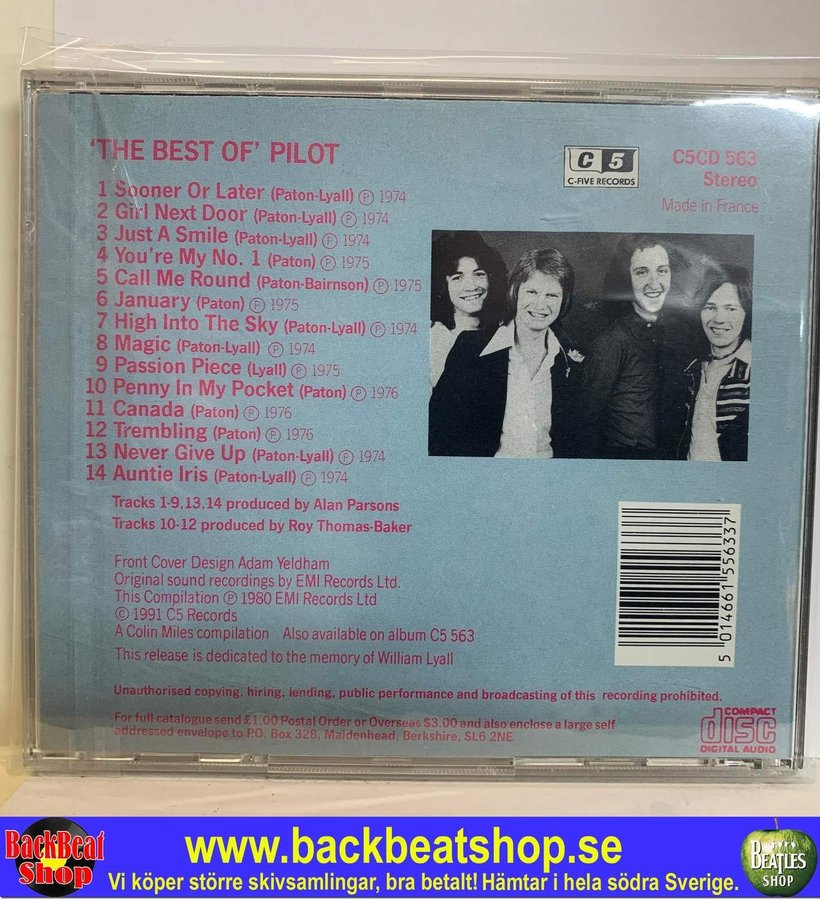 'THE BEST OF' PILOT
C 5
C-FIVE RECORDS
C5CD 563
Stereo
Made in France
1 Sooner Or Later (Paton-Lyall) Ⓟ 1974
2 Girl Next Door (Paton-Lyall) Ⓟ 1974
3 Just A Smile (Paton-Lyall) Ⓟ 1974
4 You're My No. 1 (Paton) Ⓟ 1975
5 Call Me Round (Paton-Bairnson) Ⓟ 1975
6 January (Paton) Ⓟ 1975
7 High Into The Sky (Paton-Lyall) Ⓟ 1974
8 Magic (Paton-Lyall) Ⓟ 1974
9 Passion Piece (Lyall) Ⓟ 1975
10 Penny In My Pocket (Paton) Ⓟ 1976
11 Canada (Paton) Ⓟ 1976
12 Trembling (Paton) Ⓟ 1976
13 Never Give Up (Paton-Lyall) Ⓟ 1974
14 Auntie Iris (Paton-Lyall) Ⓟ 1974
Tracks 1-9,13,14 produced by Alan Parsons
Tracks 10-12 produced by Roy Thomas-Baker
Front Cover Design Adam Yeldham
Original sound recordings by EMI Records Ltd.
This Compilation Ⓟ 1980 EMI Records Ltd
© 1991 C5 Records
A Colin Miles compilation Also available on album C5 563
This release is dedicated to the memory of William Lyall
5 014661 556337
Unauthorised copying, hiring, lending, public performance and broadcasting of this recording prohibited.
For full catalogue send £1.00 Postal Order or Overseas $3.00 and also enclose a large self
addressed envelope to P.O. Box 328, Maidenhead, Berkshire, SL6 2NE
COMPACT
disc
DIGITAL AUDIO
BackBeat
Shop
www.backbeatshop.se
Vi köper större skivsamlingar, bra betalt! Hämtar i hela södra Sverige.
BEATLES
SHOP